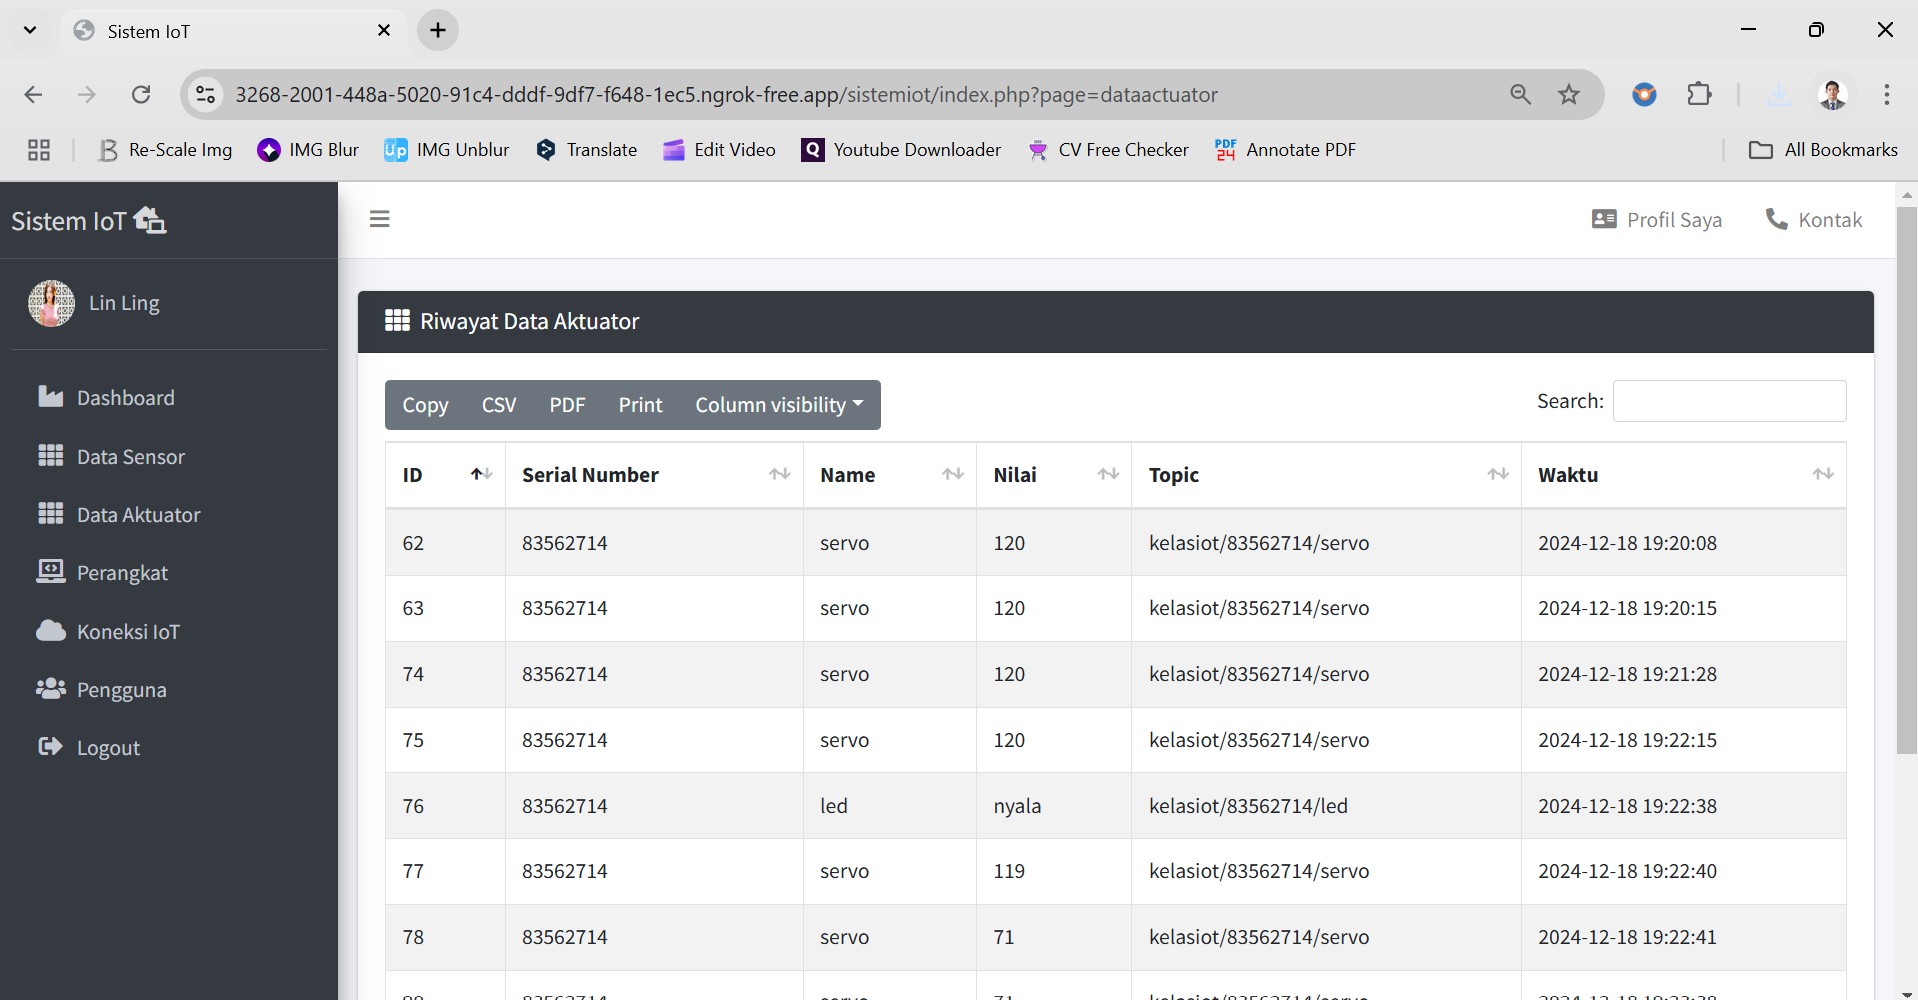 Sistem IoT
3268-2001-448a-5020-91c4-dddf-9df7-f648-1ec5.ngrok-free.app/sistemiot/index.php?page=dataactuator
Re-Scale Img IMG Blur Up IMG Unblur Translate Edit Video Q Youtube Downloader CV Free Checker PDF 24 Annotate PDF All Bookmarks
Sistem IoT
Profil Saya Kontak
Lin Ling
Dashboard
Data Sensor
Data Aktuator
Perangkat
Koneksi IoT
Pengguna
Logout
Riwayat Data Aktuator
Copy CSV PDF Print Column visibility Search:
ID Serial Number Name Nilai Topic Waktu
62 83562714 servo 120 kelasiot/83562714/servo 2024-12-18 19:20:08
63 83562714 servo 120 kelasiot/83562714/servo 2024-12-18 19:20:15
74 83562714 servo 120 kelasiot/83562714/servo 2024-12-18 19:21:28
75 83562714 servo 120 kelasiot/83562714/servo 2024-12-18 19:22:15
76 83562714 led nyala kelasiot/83562714/led 2024-12-18 19:22:38
77 83562714 servo 119 kelasiot/83562714/servo 2024-12-18 19:22:40
78 83562714 servo 71 kelasiot/83562714/servo 2024-12-18 19:22:41